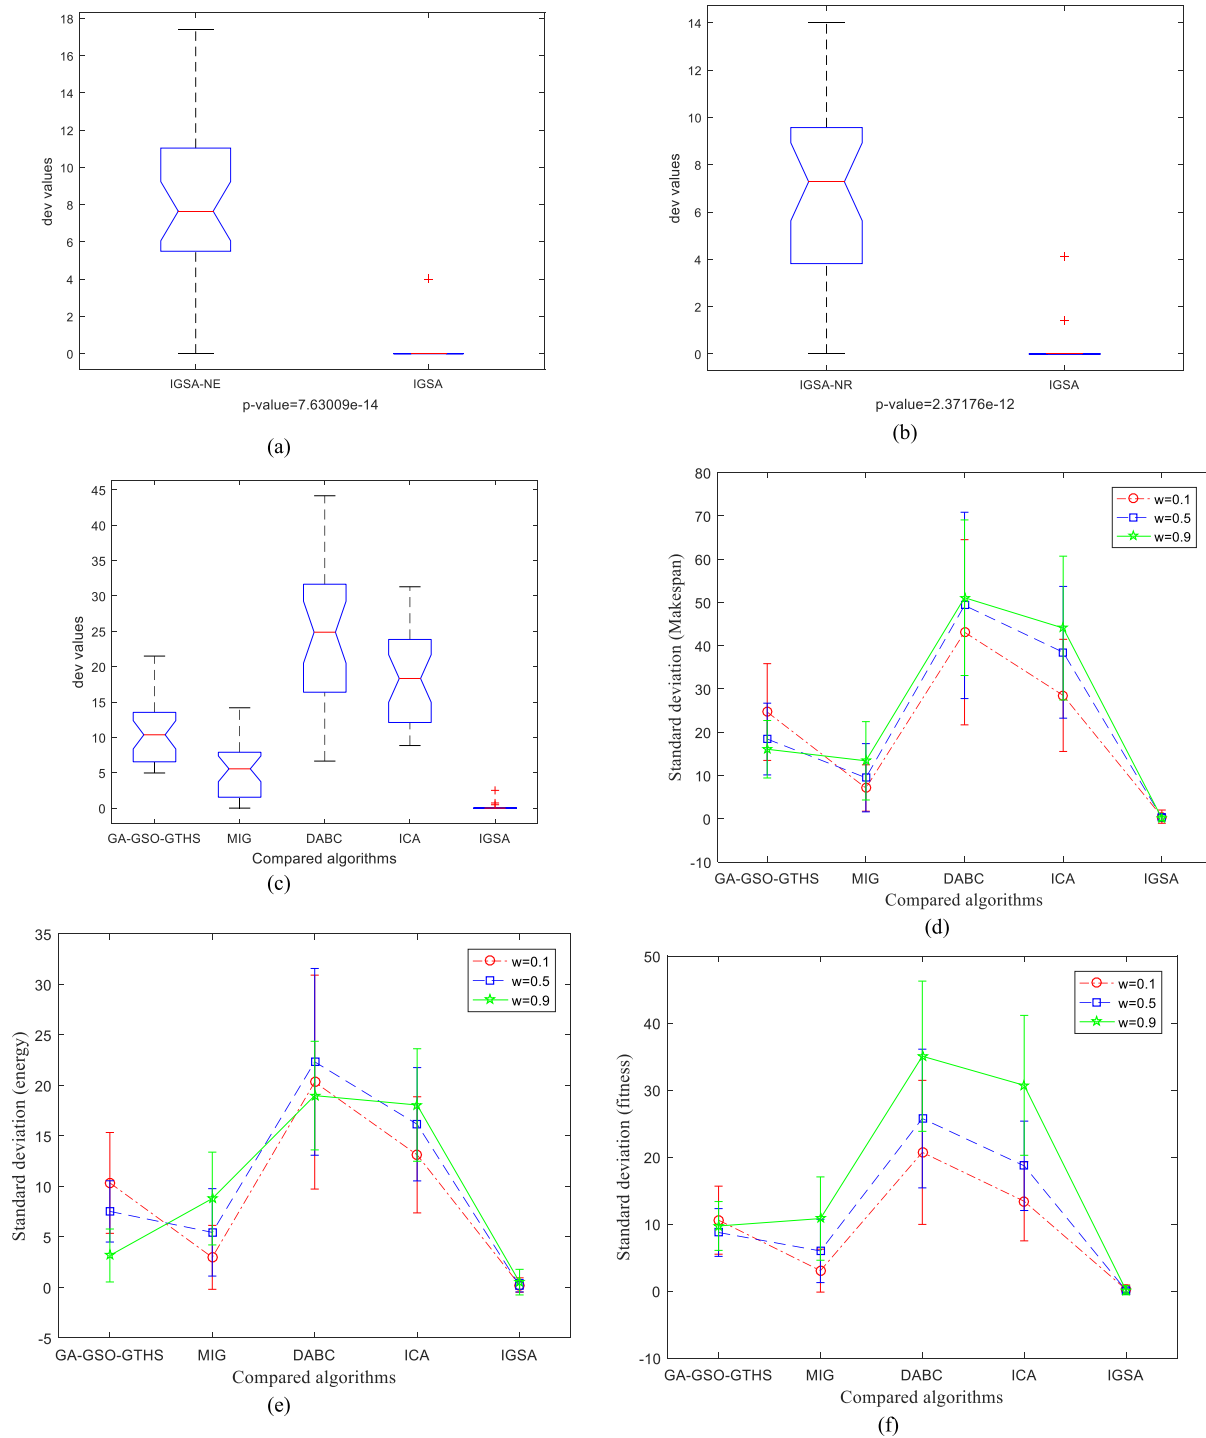 18
16
14
12
10
8
6
4
2
0
dev values
IGSA-NE IGSA
p-value=7.63009e-14
(a)
14
12
10
8
6
4
2
0
dev values
IGSA-NR IGSA
p-value=2.37176e-12
(b)
45
40
35
30
25
20
15
10
5
0
dev values
GA-GSO-GTHS MIG DABC ICA IGSA
Compared algorithms
(c)
80
70
60
50
40
30
20
10
0
-10
Standard deviation (Makespan)
w=0.1
w=0.5
w=0.9
GA-GSO-GTHS MIG DABC ICA IGSA
Compared algorithms
(d)
35
30
25
20
15
10
5
0
-5
Standard deviation (energy)
w=0.1
w=0.5
w=0.9
GA-GSO-GTHS MIG DABC ICA IGSA
Compared algorithms
(e)
50
40
30
20
10
0
-10
Standard deviation (fitness)
w=0.1
w=0.5
w=0.9
GA-GSO-GTHS MIG DABC ICA IGSA
Compared algorithms
(f)